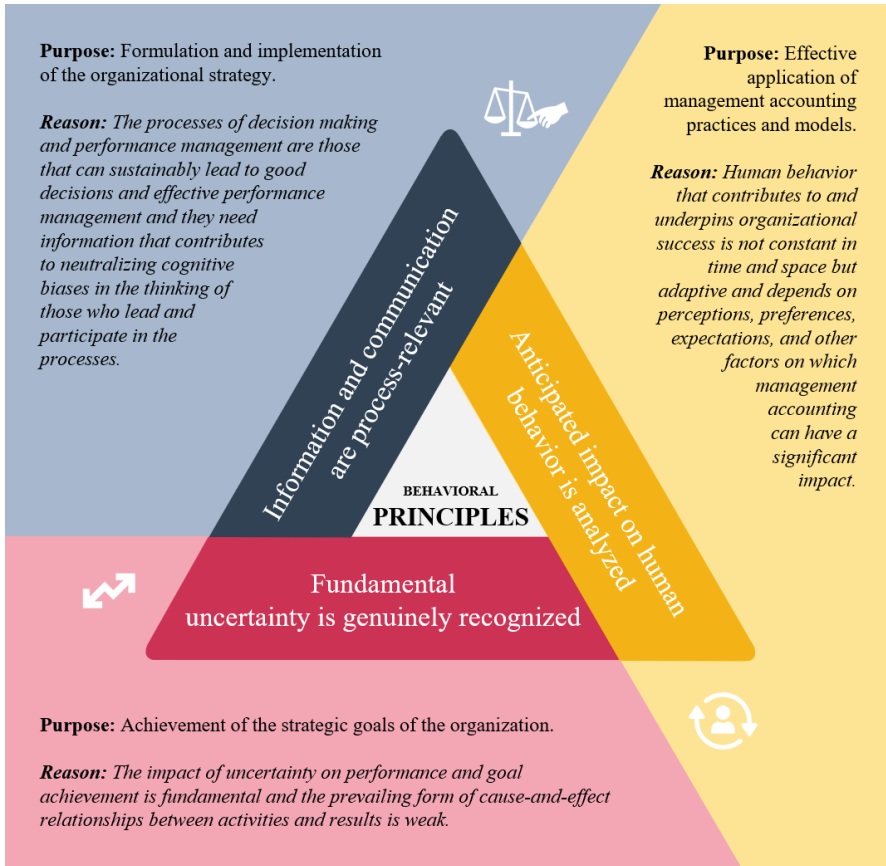 Purpose: Formulation and implementation
of the organizational strategy.
Reason: The processes of decision making
and performance management are those
that can sustainably lead to good
decisions and effective performance
management and they need
information that contributes
to neutralizing cognitive
biases in the thinking of
those who lead and
participate in the
processes.
Purpose: Effective
application of
management accounting
practices and models.
Reason: Human behavior
that contributes to and
underpins organizational
success is not constant in
time and space but
adaptive and depends on
perceptions, preferences,
expectations, and other
factors on which
management
accounting
can have a
significant
impact.
Information and communication
are process-relevant
Anticipated impact on human
behavior is analyzed
BEHAVIORAL
PRINCIPLES
Fundamental
uncertainty is genuinely recognized
Purpose: Achievement of the strategic goals of the organization.
Reason: The impact of uncertainty on performance and goal
achievement is fundamental and the prevailing form of cause-and-effect
relationships between activities and results is weak.